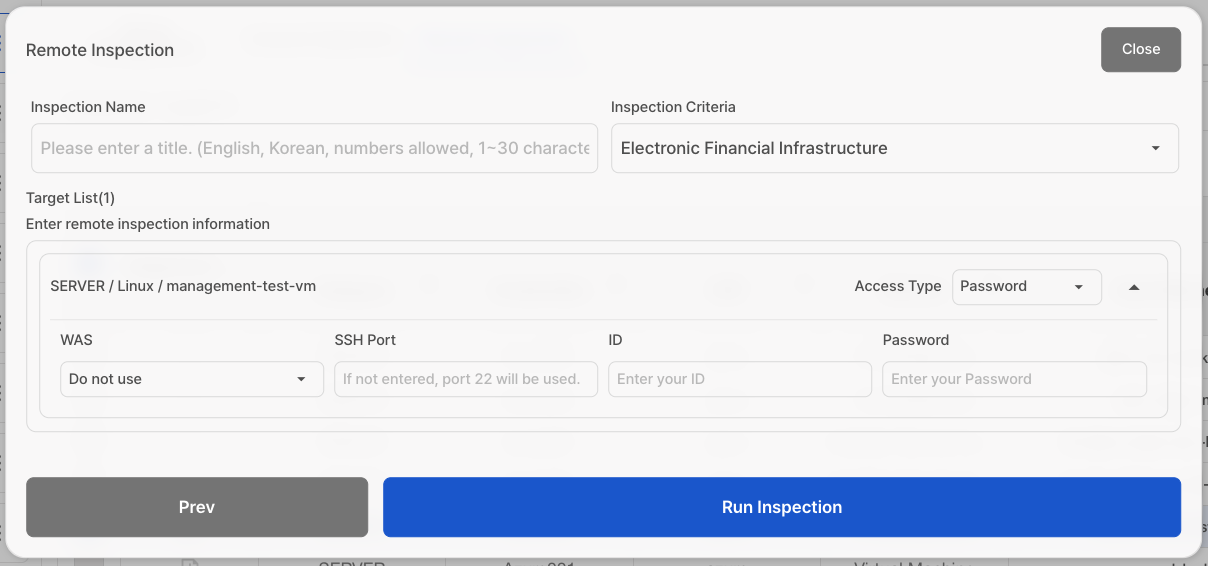 Remote Inspection
Close
Inspection Name
Inspection Criteria
Please enter a title. (English, Korean, numbers allowed, 1~30 characte
Electronic Financial Infrastructure
Target List(1)
Enter remote inspection information
SERVER / Linux / management-test-vm
Access Type
Password
WAS
SSH Port
ID
Password
Do not use
If not entered, port 22 will be used.
Enter your ID
Enter your Password
Prev
Run Inspection